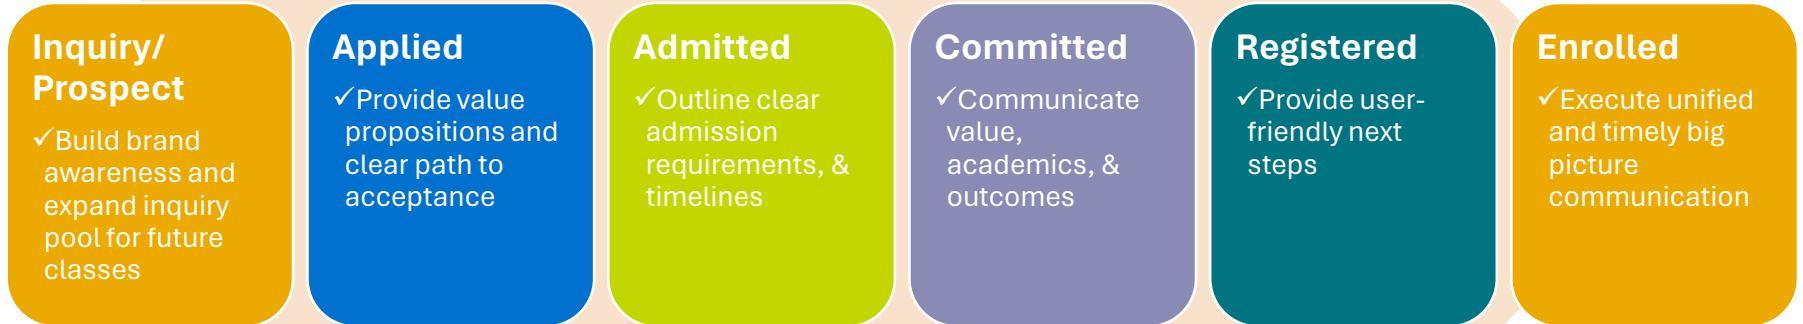 Inquiry/
Prospect
✓Build brand
awareness and
expand inquiry
pool for future
classes
Applied
✓Provide value
propositions and
clear path to
acceptance
Admitted
✓Outline clear
admission
requirements, &
timelines
Committed
✓Communicate
value,
academics, &
outcomes
Registered
✓Provide user-
friendly next
steps
Enrolled
✓Execute unified
and timely big
picture
communication